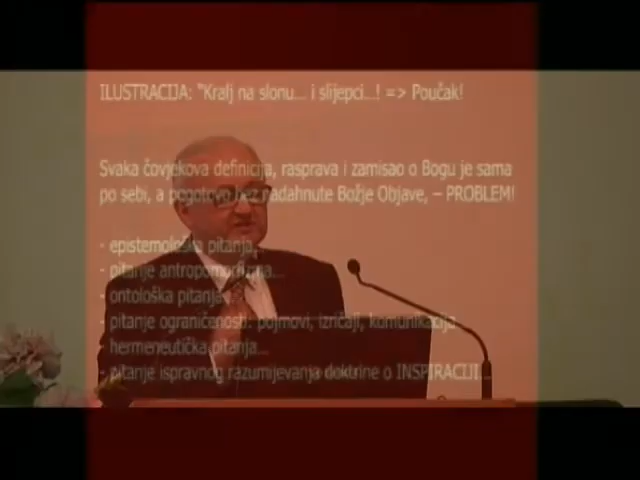 ILUSTRACIJA: "Kralj na slonu... i slijepci...! => Poučak!
Svaka čovjekova definicija, rasprava i zamisao o Bogu je sama
po sebi, a pogotovo bez nadahnute Božje Objave, – PROBLEM!
- epistemološka pitanja...
- pitanje antropomorfizma...
- ontološka pitanja
- pitanje ograničenosti: pojmovi, izričaji, komunikacija
- hermeneutička pitanja...
- pitanje ispravnog razumijevanja doktrine o INSPIRACIJI...